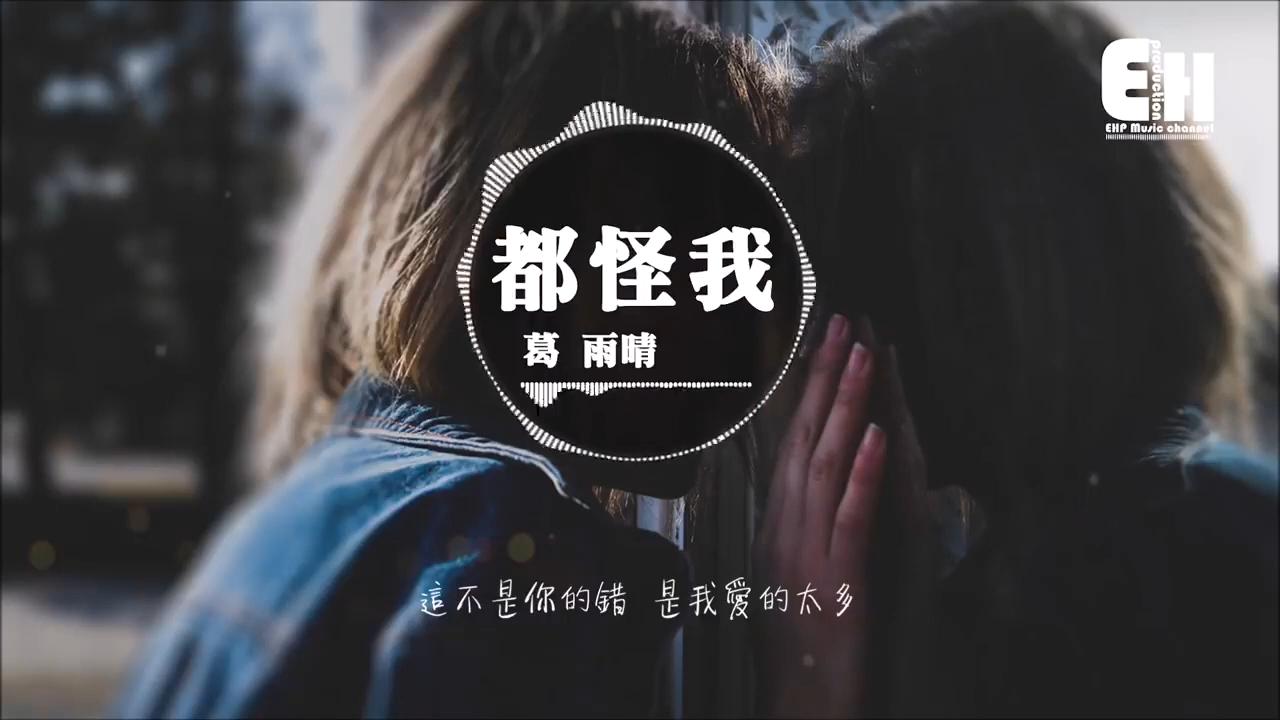 EH
production
EHP Music channel
都怪我
葛 雨晴
這不是你的錯 是我愛的太多